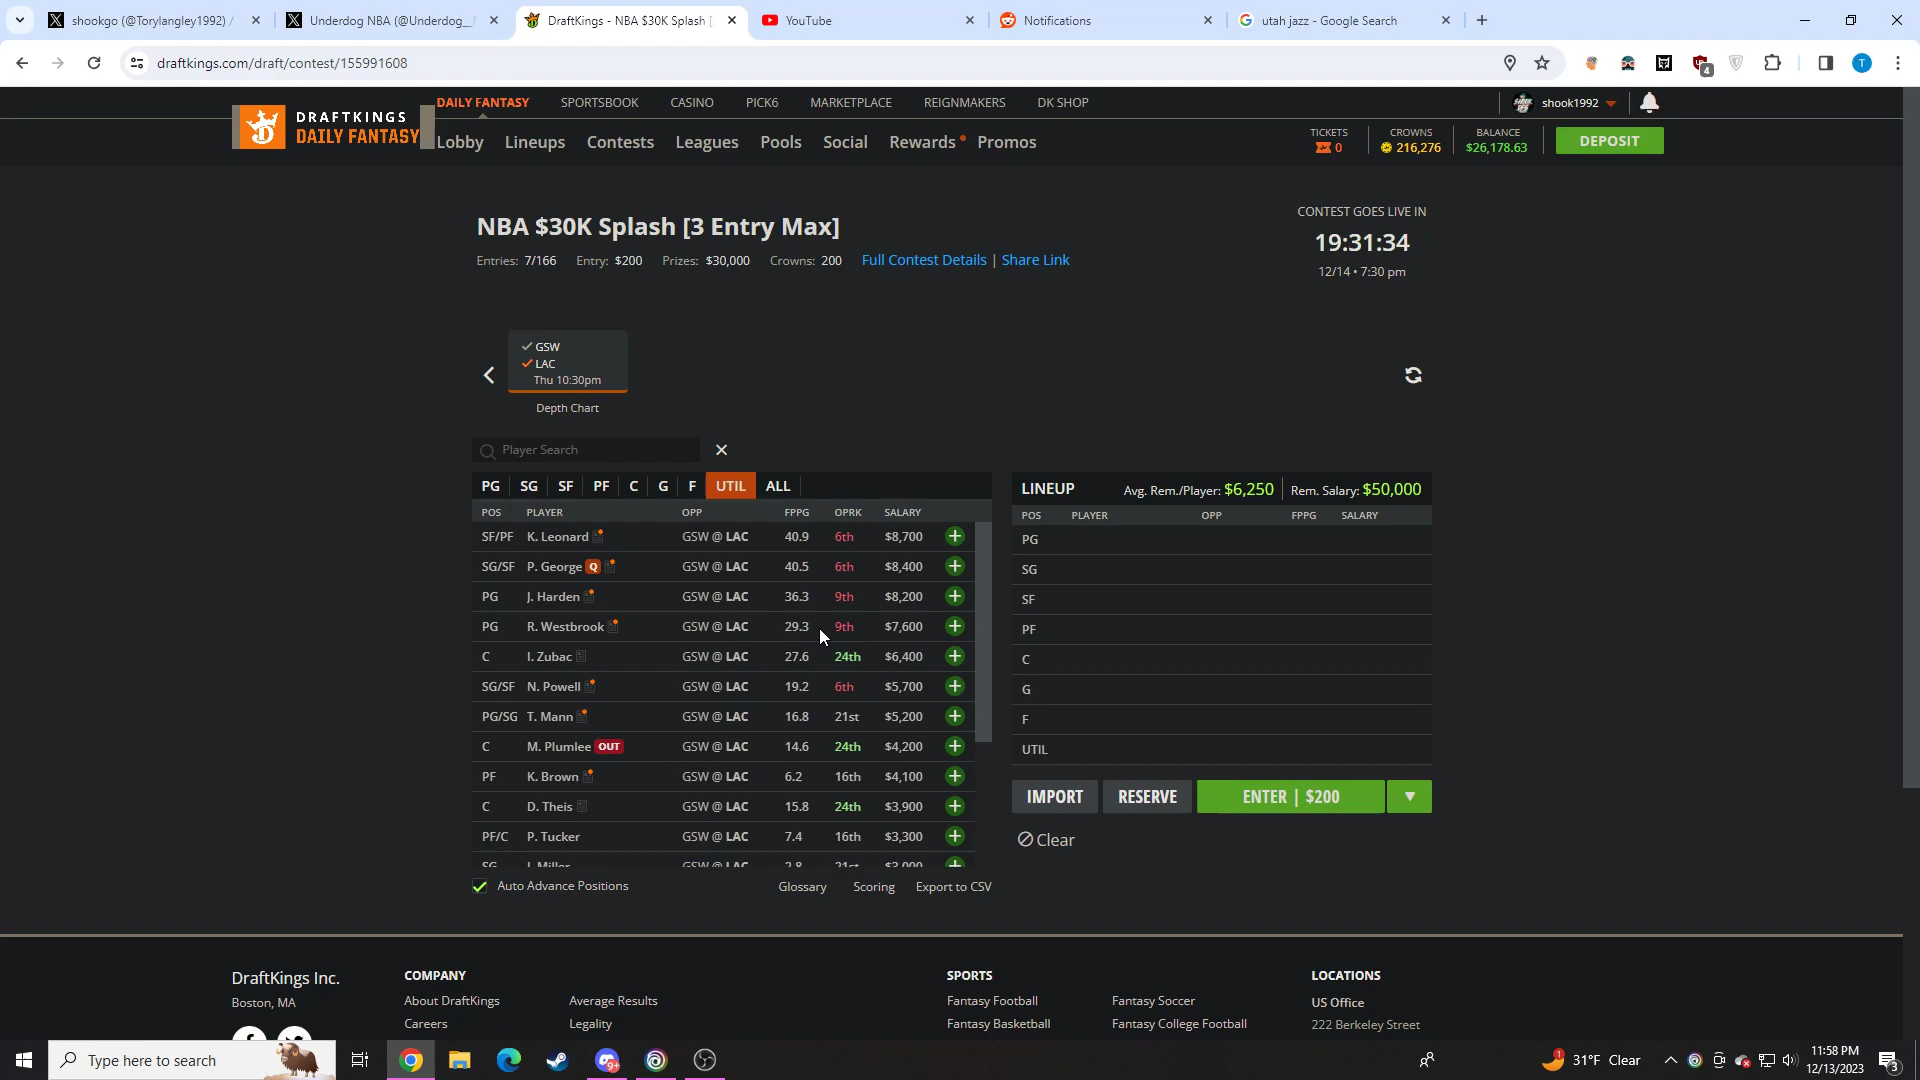 shookgo (@Torylangley1992) /
Underdog NBA (@Underdog__
DraftKings - NBA $30K Splash [
YouTube
Notifications
utah jazz - Google Search
draftkings.com/draft/contest/155991608
4
T
DRAFTKINGS
DAILY FANTASY
DAILY FANTASY
SPORTSBOOK
CASINO
PICK6
MARKETPLACE
REIGNMAKERS
DK SHOP
shook1992
Lobby
Lineups
Contests
Leagues
Pools
Social
Rewards
Promos
TICKETS
0
CROWNS
216,276
BALANCE
$26,178.63
DEPOSIT
NBA $30K Splash [3 Entry Max]
Entries: 7/166 Entry: $200 Prizes: $30,000 Crowns: 200 Full Contest Details | Share Link
CONTEST GOES LIVE IN
19:31:34
12/14 • 7:30 pm
GSW
LAC
Thu 10:30pm
Depth Chart
Player Search
PG SG SF PF C G F UTIL ALL
POS PLAYER OPP FPPG OPRK SALARY
SF/PF K. Leonard GSW @ LAC 40.9 6th $8,700
SG/SF P. George Q GSW @ LAC 40.5 6th $8,400
PG J. Harden GSW @ LAC 36.3 9th $8,200
PG R. Westbrook GSW @ LAC 29.3 9th $7,600
C I. Zubac GSW @ LAC 27.6 24th $6,400
SG/SF N. Powell GSW @ LAC 19.2 6th $5,700
PG/SG T. Mann GSW @ LAC 16.8 21st $5,200
C M. Plumlee OUT GSW @ LAC 14.6 24th $4,200
PF K. Brown GSW @ LAC 6.2 16th $4,100
C D. Theis GSW @ LAC 15.8 24th $3,900
PF/C P. Tucker GSW @ LAC 7.4 16th $3,300
SG J. Miller GSW @ LAC 2.8 21st $3,000
Auto Advance Positions
Glossary
Scoring
Export to CSV
LINEUP Avg. Rem./Player: $6,250 Rem. Salary: $50,000
POS PLAYER OPP FPPG SALARY
PG
SG
SF
PF
C
G
F
UTIL
IMPORT
RESERVE
ENTER | $200
Clear
DraftKings Inc.
Boston, MA
COMPANY
About DraftKings
Average Results
Careers
Legality
SPORTS
Fantasy Football
Fantasy Soccer
Fantasy Basketball
Fantasy College Football
LOCATIONS
US Office
222 Berkeley Street
Type here to search
9+
1
31°F Clear
11:58 PM
12/13/2023
3